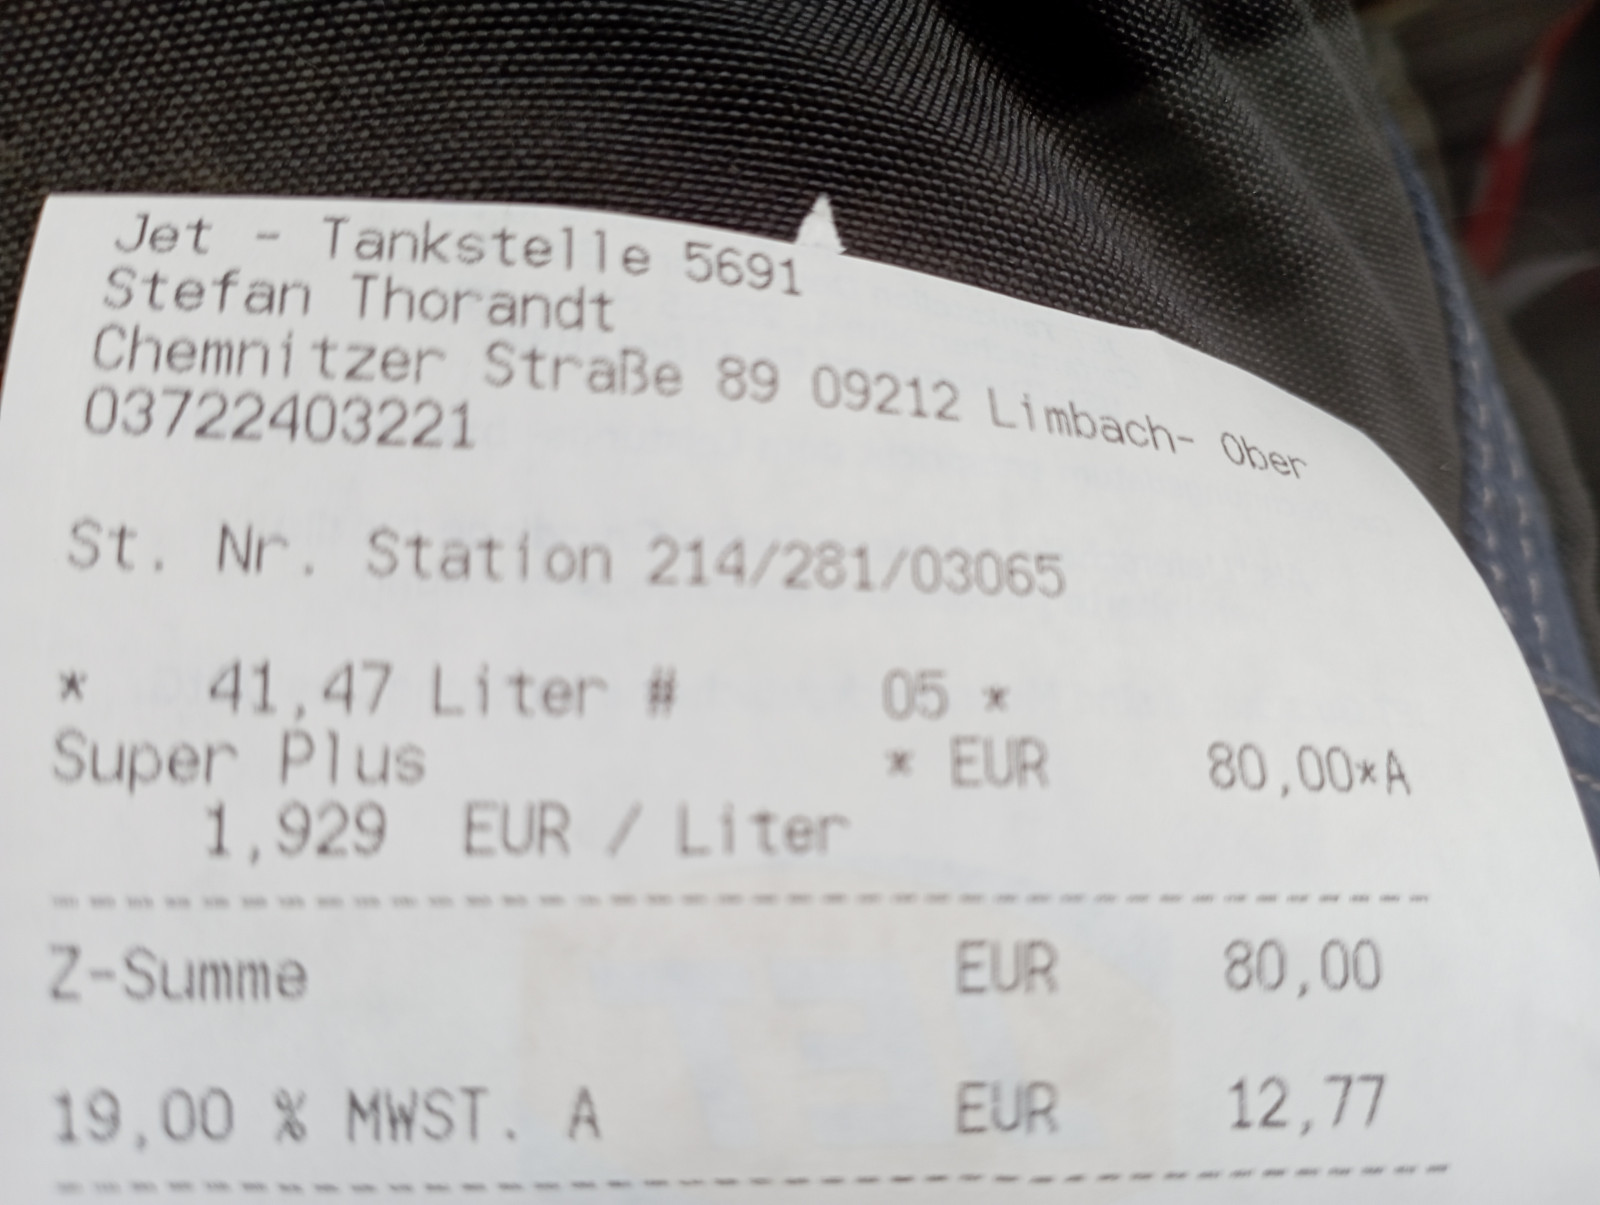 Jet - Tankstelle 5691
Stefan Thorandt
Chemnitzer Straße 89 09212 Limbach- Ober
03722403221
St. Nr. Station 214/281/03065
* 41,47 Liter # 05 *
Super Plus * EUR 80,00*A
1,929 EUR / Liter
Z-Summe EUR 80,00
19,00 % MWST. A EUR 12,77